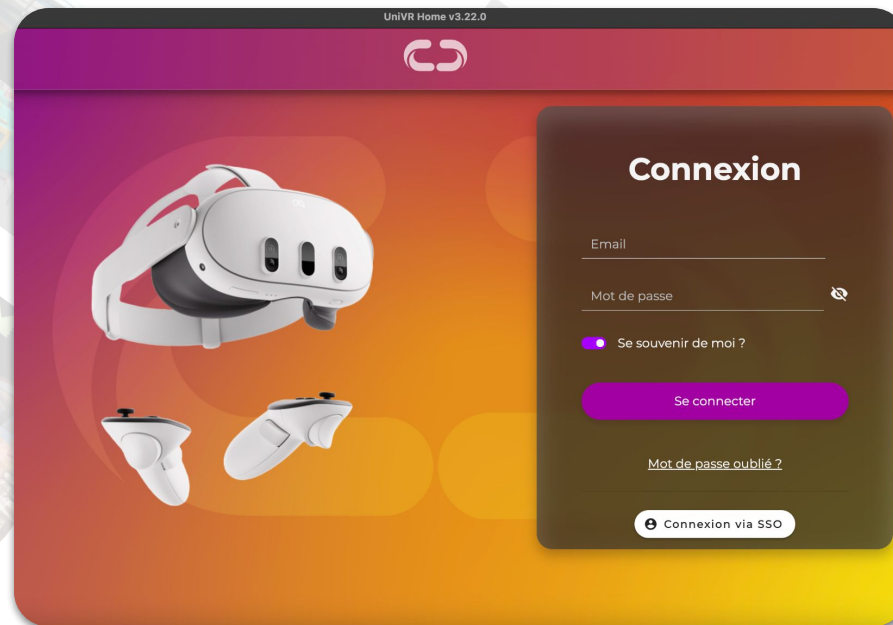 UniVR Home v3.22.0
Connexion
Email
Mot de passe
Se souvenir de moi ?
Se connecter
Mot de passe oublié ?
Connexion via SSO